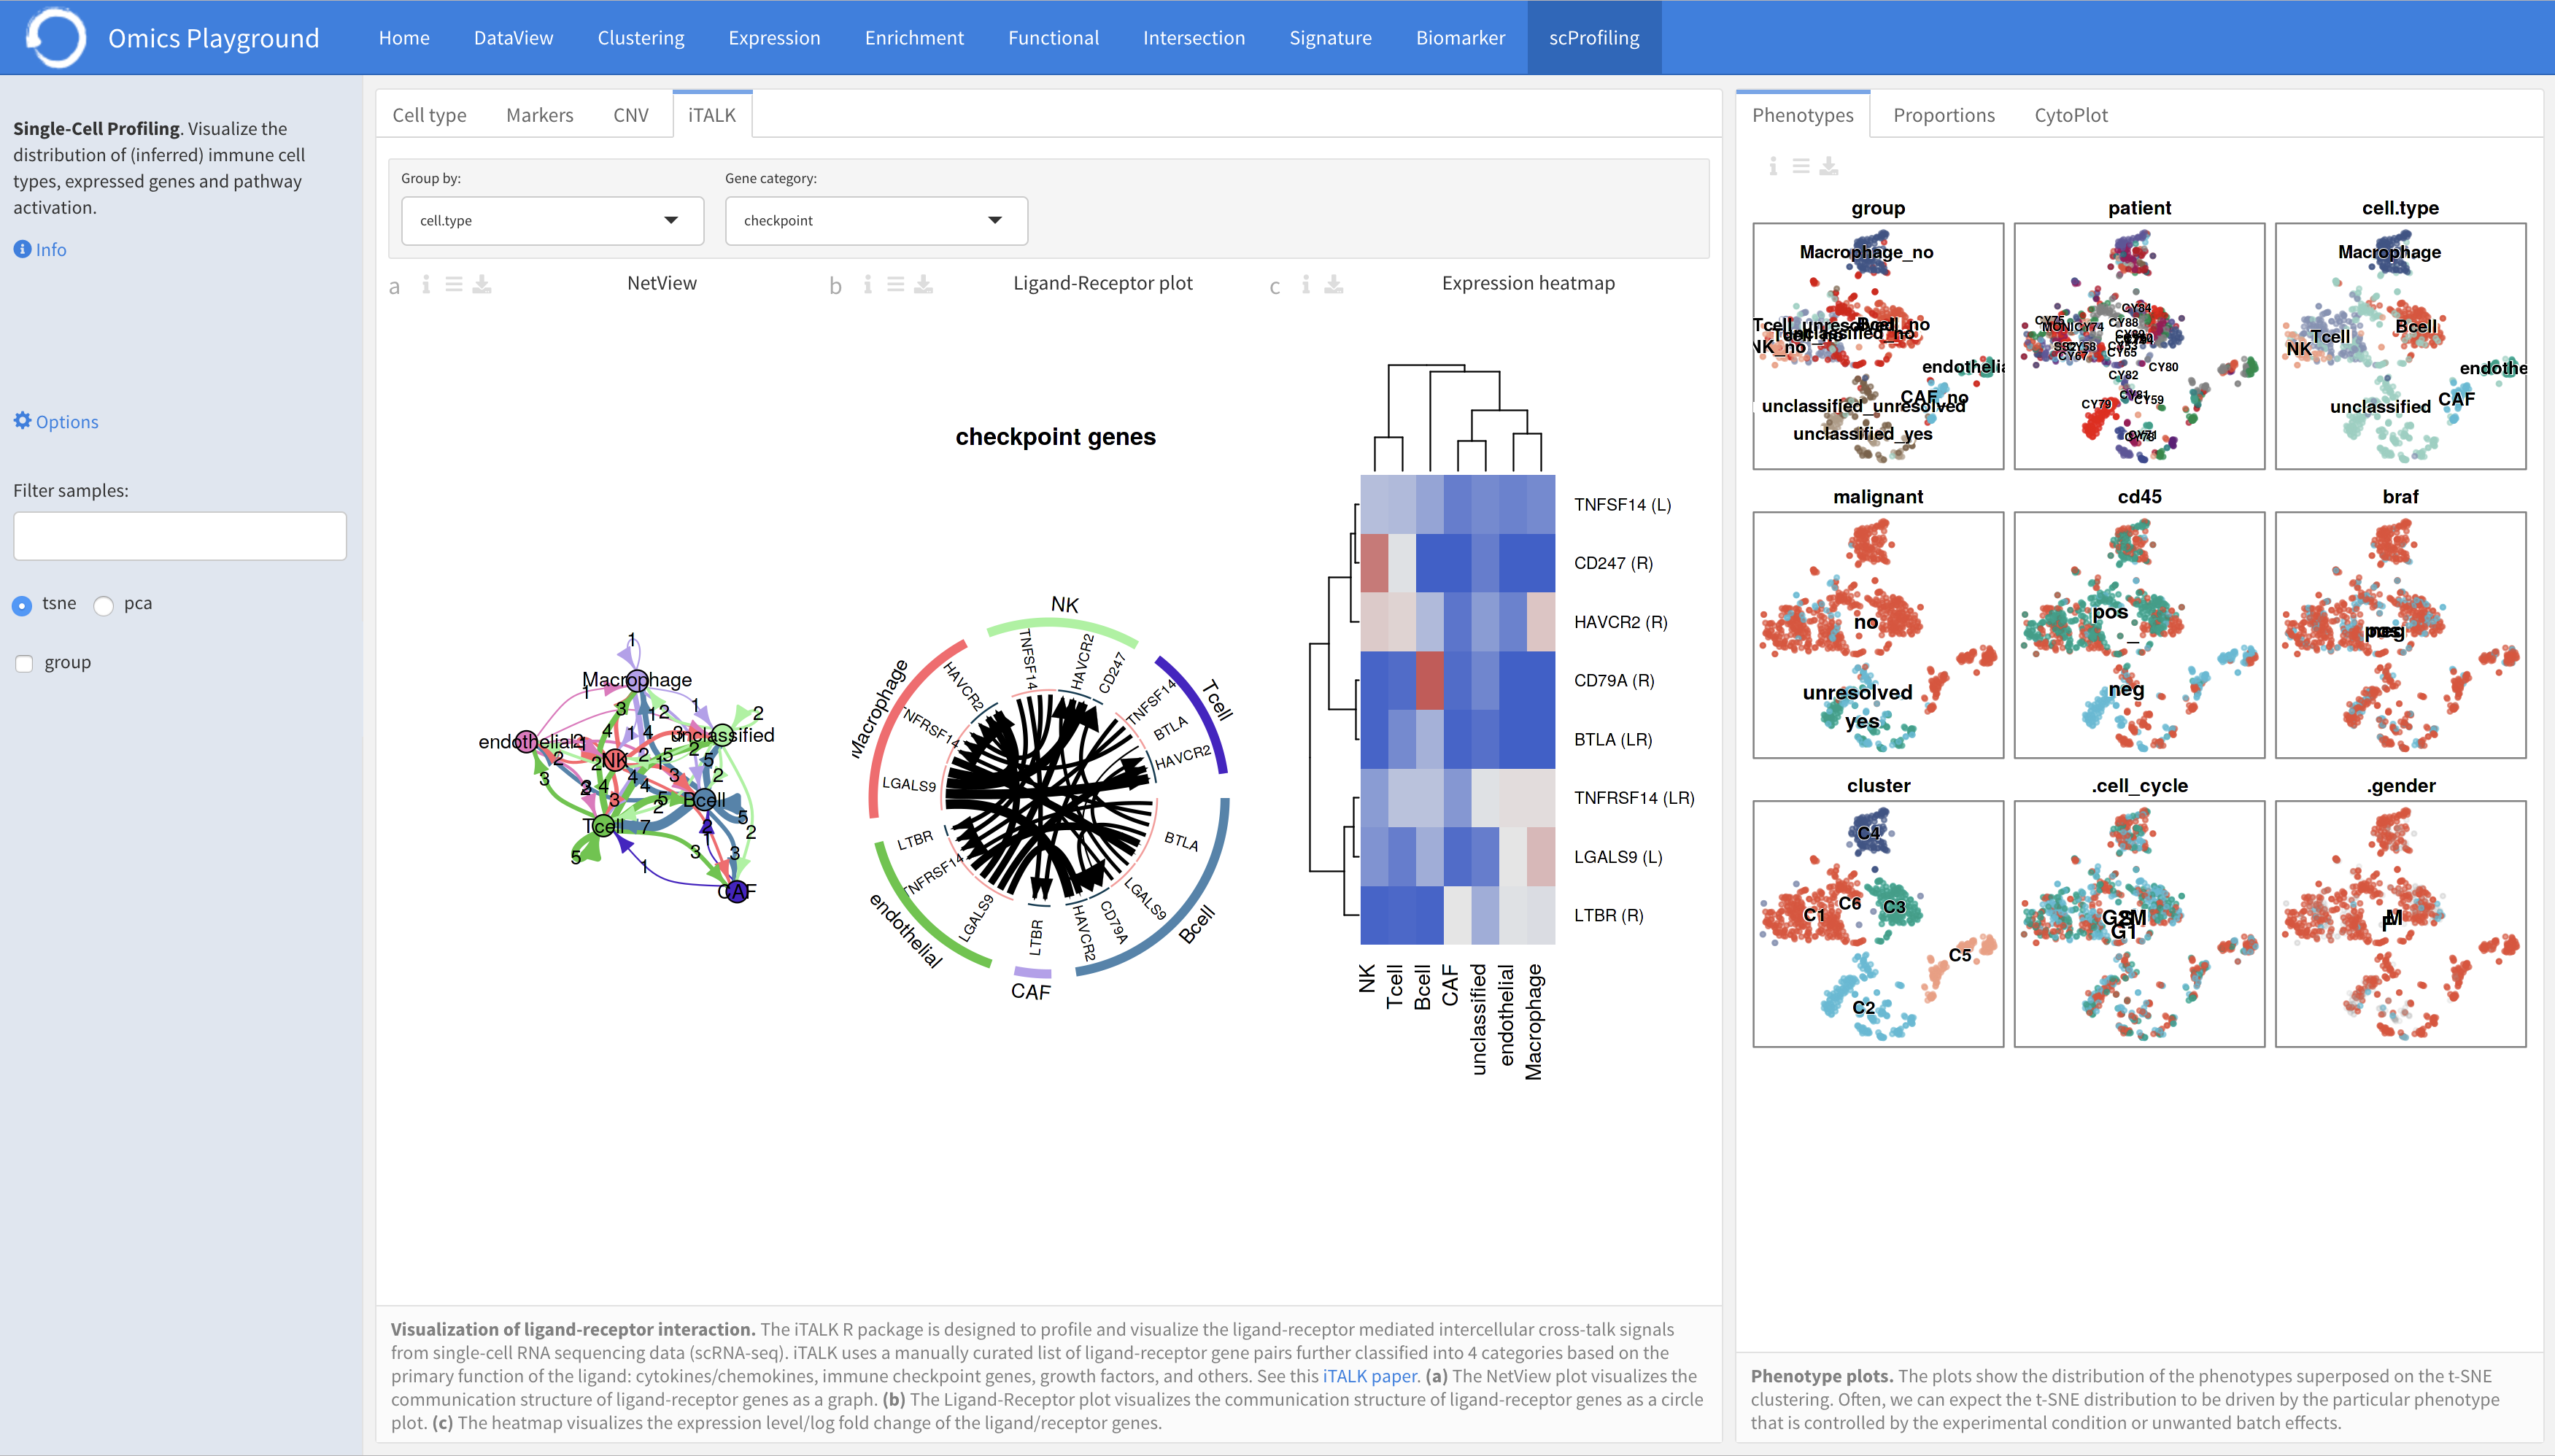 Omics Playground
Home
DataView
Clustering
Expression
Enrichment
Functional
Intersection
Signature
Biomarker
scProfiling
Single-Cell Profiling. Visualize the
distribution of (inferred) immune cell
types, expressed genes and pathway
activation.
Info
Options
Filter samples:
tsne
pca
group
Cell type
Markers
CNV
iTALK
Group by:
Gene category:
cell.type
checkpoint
a
NetView
b
Ligand-Receptor plot
c
Expression heatmap
Macrophage
endothelial
unclassified
NK
Bcell
Tcell
CAF
checkpoint genes
NK
TNFSF14
HAVCR2
CD247
Tcell
TNFSF14
BTLA
HAVCR2
Bcell
BTLA
LGALS9
CD79A
HAVCR2
CAF
LTBR
endothelial
LGALS9
TNFRSF14
LTBR
Macrophage
LGALS9
TNFRSF14
HAVCR2
TNFSF14 (L)
CD247 (R)
HAVCR2 (R)
CD79A (R)
BTLA (LR)
TNFRSF14 (LR)
LGALS9 (L)
LTBR (R)
NK
Tcell
Bcell
CAF
unclassified
endothelial
Macrophage
Visualization of ligand-receptor interaction. The iTALK R package is designed to profile and visualize the ligand-receptor mediated intercellular cross-talk signals
from single-cell RNA sequencing data (scRNA-seq). iTALK uses a manually curated list of ligand-receptor gene pairs further classified into 4 categories based on the
primary function of the ligand: cytokines/chemokines, immune checkpoint genes, growth factors, and others. See this iTALK paper. (a) The NetView plot visualizes the
communication structure of ligand-receptor genes as a graph. (b) The Ligand-Receptor plot visualizes the communication structure of ligand-receptor genes as a circle
plot. (c) The heatmap visualizes the expression level/log fold change of the ligand/receptor genes.
Phenotypes
Proportions
CytoPlot
group
Macrophage_no
NK_no
CAF_no
unclassified_unresolved
unclassified_yes
patient
CY84
CY75
CY74
CY88
CY58
CY67
CY65
CY80
CY82
CY59
CY79
cell.type
Macrophage
Bcell
Tcell
NK
endothe
CAF
unclassified
malignant
no
unresolved
yes
cd45
pos
neg
braf
cluster
C4
C6
C1
C3
C5
C2
.cell_cycle
G1
.gender
M
Phenotype plots. The plots show the distribution of the phenotypes superposed on the t-SNE
clustering. Often, we can expect the t-SNE distribution to be driven by the particular phenotype
that is controlled by the experimental condition or unwanted batch effects.